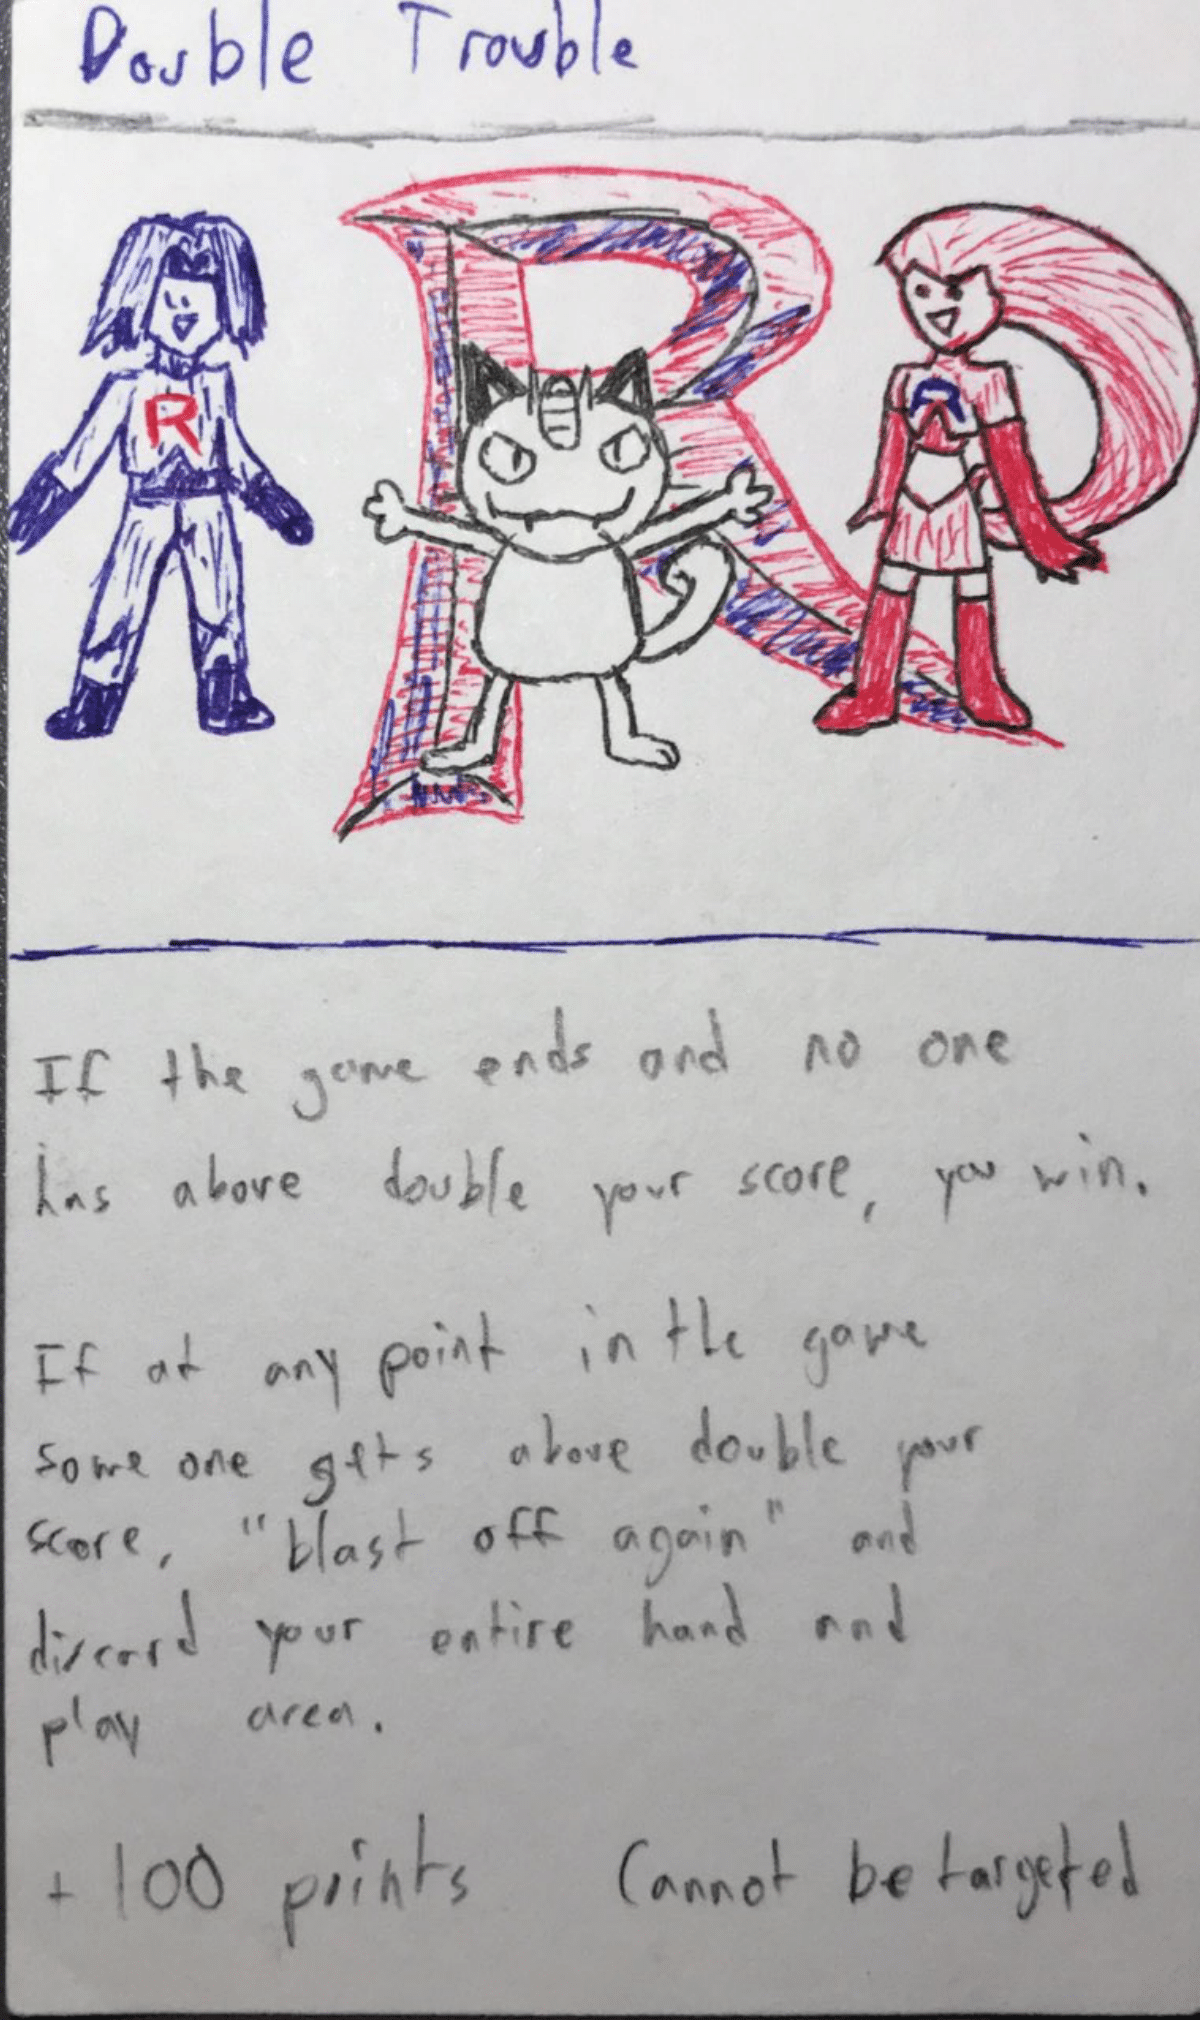 Double Trouble
R
R
R
If the game ends and no one
has above double your score, you win.
If at any point in the game
some one gets above double your
score, "blast off again" and
discard your entire hand and
play area.
+100 points Cannot be targeted